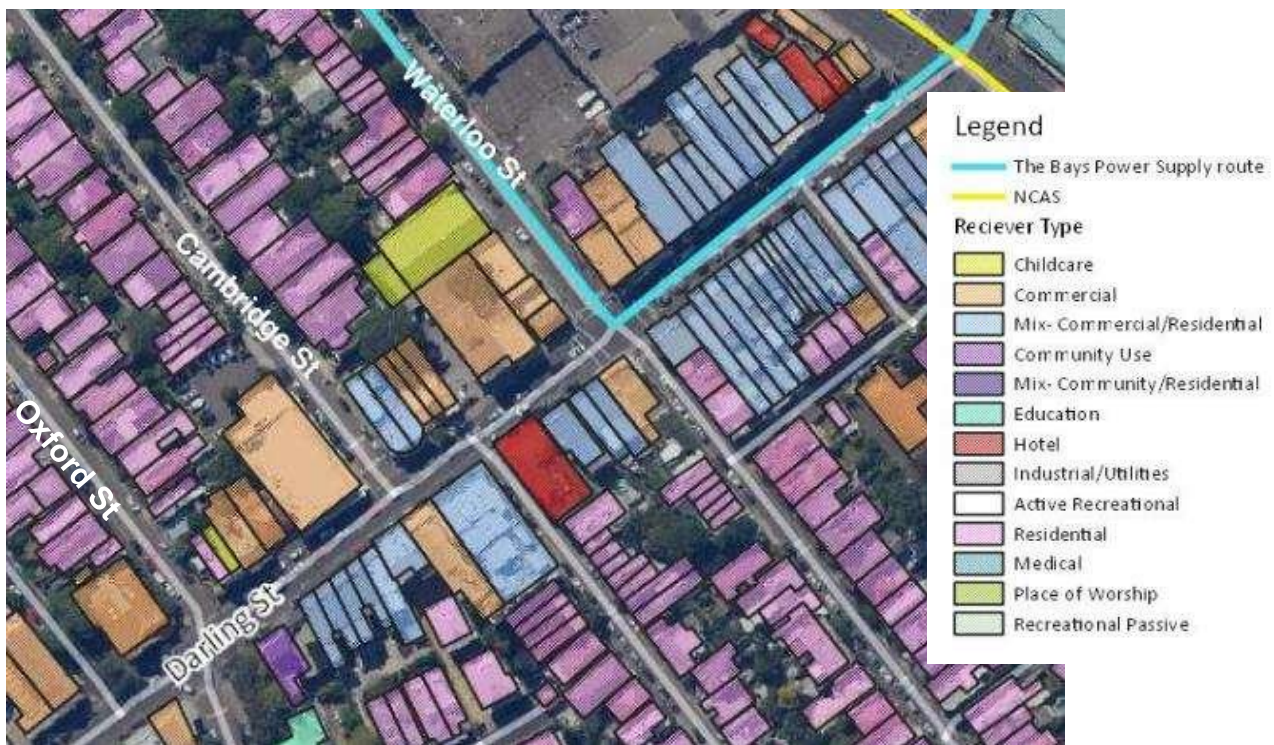 Waterloo St
Cambridge St
Oxford St
Darling St
Legend
The Bays Power Supply route
NCAS
Reciever Type
Childcare
Commercial
Mix- Commercial/Residential
Community Use
Mix- Community/Residential
Education
Hotel
Industrial/Utilities
Active Recreational
Residential
Medical
Place of Worship
Recreational Passive